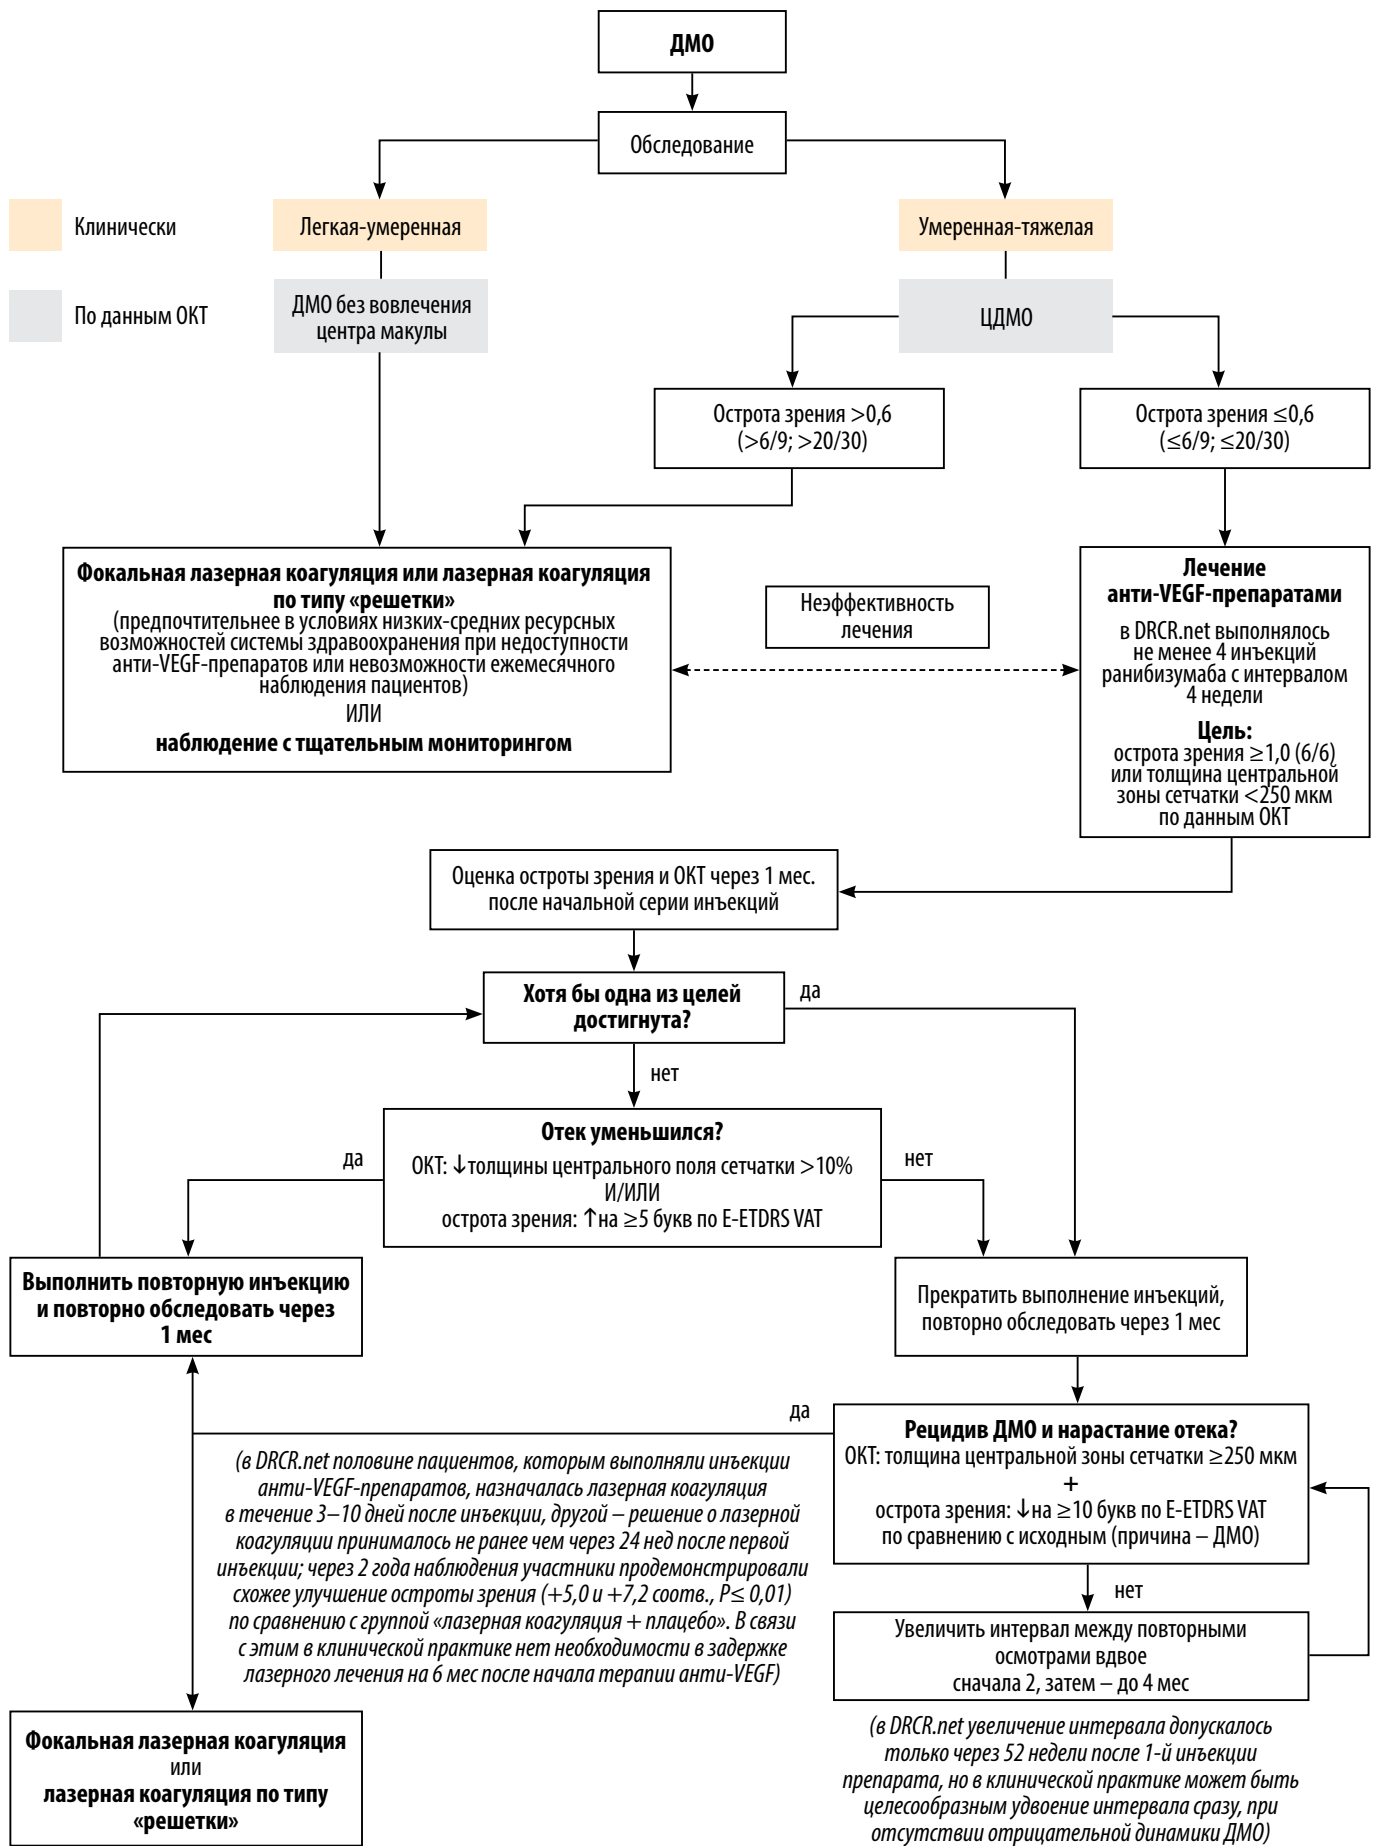 ДМО
Обследование
Клинически
Легкая-умеренная
Умеренная-тяжелая
По данным ОКТ
ДМО без вовлечения
центра макулы
ЦДМО
Острота зрения >0,6
(>6/9; >20/30)
Острота зрения ≤0,6
(≤6/9; ≤20/30)
Фокальная лазерная коагуляция или лазерная коагуляция
по типу «решетки»
(предпочтительнее в условиях низких-средних ресурсных
возможностей системы здравоохранения при недоступности
анти-VEGF-препаратов или невозможности ежемесячного
наблюдения пациентов)
ИЛИ
наблюдение с тщательным мониторингом
Неэффективность
лечения
Лечение
анти-VEGF-препаратами
в DRCR.net выполнялось
не менее 4 инъекций
ранибизумаба с интервалом
4 недели
Цель:
острота зрения ≥1,0 (6/6)
или толщина центральной
зоны сетчатки <250 мкм
по данным ОКТ
Оценка остроты зрения и ОКТ через 1 мес.
после начальной серии инъекций
Хотя бы одна из целей
достигнута?
да
нет
Отек уменьшился?
ОКТ: ↓толщины центрального поля сетчатки >10%
И/ИЛИ
острота зрения: ↑на ≥5 букв по E-ETDRS VAT
да
нет
Выполнить повторную инъекцию
и повторно обследовать через
1 мес
Прекратить выполнение инъекций,
повторно обследовать через 1 мес
да
Рецидив ДМО и нарастание отека?
ОКТ: толщина центральной зоны сетчатки ≥250 мкм
+
острота зрения: ↓на ≥10 букв по E-ETDRS VAT
по сравнению с исходным (причина – ДМО)
(в DRCR.net половине пациентов, которым выполняли инъекции
анти-VEGF-препаратов, назначалась лазерная коагуляция
в течение 3–10 дней после инъекции, другой – решение о лазерной
коагуляции принималось не ранее чем через 24 нед после первой
инъекции; через 2 года наблюдения участники продемонстрировали
схожее улучшение остроты зрения (+5,0 и +7,2 соотв., P≤ 0,01)
по сравнению с группой «лазерная коагуляция + плацебо». В связи
с этим в клинической практике нет необходимости в задержке
лазерного лечения на 6 мес после начала терапии анти-VEGF)
нет
Увеличить интервал между повторными
осмотрами вдвое
сначала 2, затем – до 4 мес
(в DRCR.net увеличение интервала допускалось
только через 52 недели после 1-й инъекции
препарата, но в клинической практике может быть
целесообразным удвоение интервала сразу, при
отсутствии отрицательной динамики ДМО)
Фокальная лазерная коагуляция
или
лазерная коагуляция по типу
«решетки»